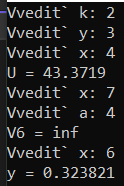 Vvedit` k: 2
Vvedit` y: 3
Vvedit` x: 4
U = 43.3719
Vvedit` x: 7
Vvedit` a: 4
V6 = inf
Vvedit` x: 6
y = 0.323821